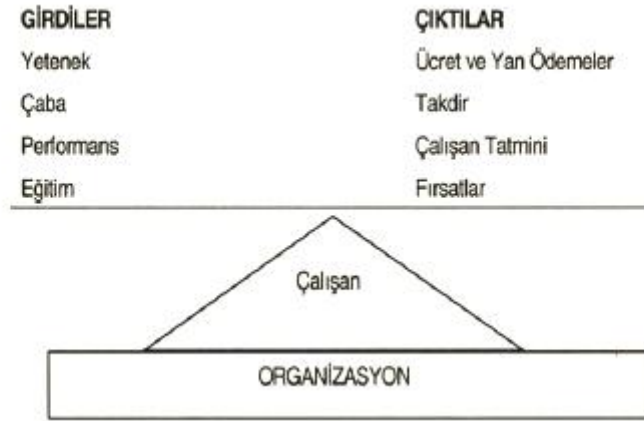 GİRDİLER ÇIKTILAR
Yetenek Ücret ve Yan Ödemeler
Çaba Takdir
Performans Çalışan Tatmini
Eğitim Fırsatlar
Çalışan
ORGANİZASYON